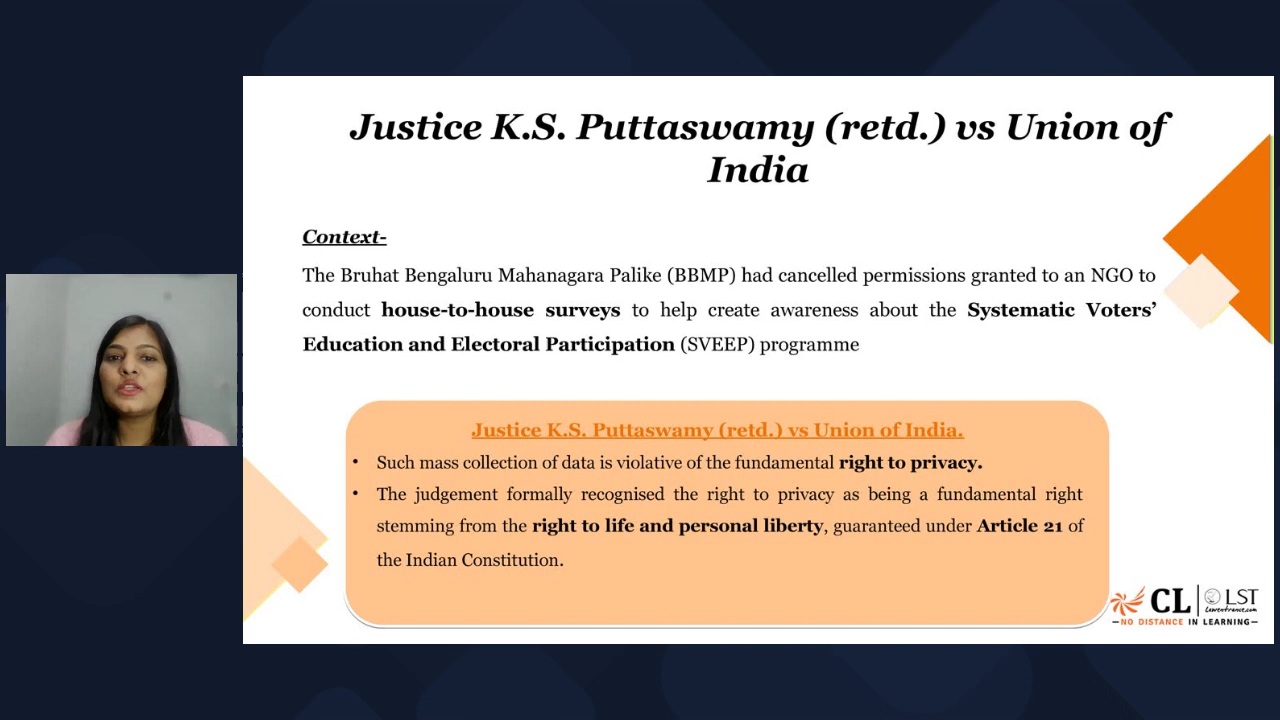 Justice K.S. Puttaswamy (retd.) vs Union of
India
Context-
The Bruhat Bengaluru Mahanagara Palike (BBMP) had cancelled permissions granted to an NGO to
conduct house-to-house surveys to help create awareness about the Systematic Voters’
Education and Electoral Participation (SVEEP) programme
Justice K.S. Puttaswamy (retd.) vs Union of India.
• Such mass collection of data is violative of the fundamental right to privacy.
• The judgement formally recognised the right to privacy as being a fundamental right
stemming from the right to life and personal liberty, guaranteed under Article 21 of
the Indian Constitution.
CL LST
Lawentrance.com
NO DISTANCE IN LEARNING